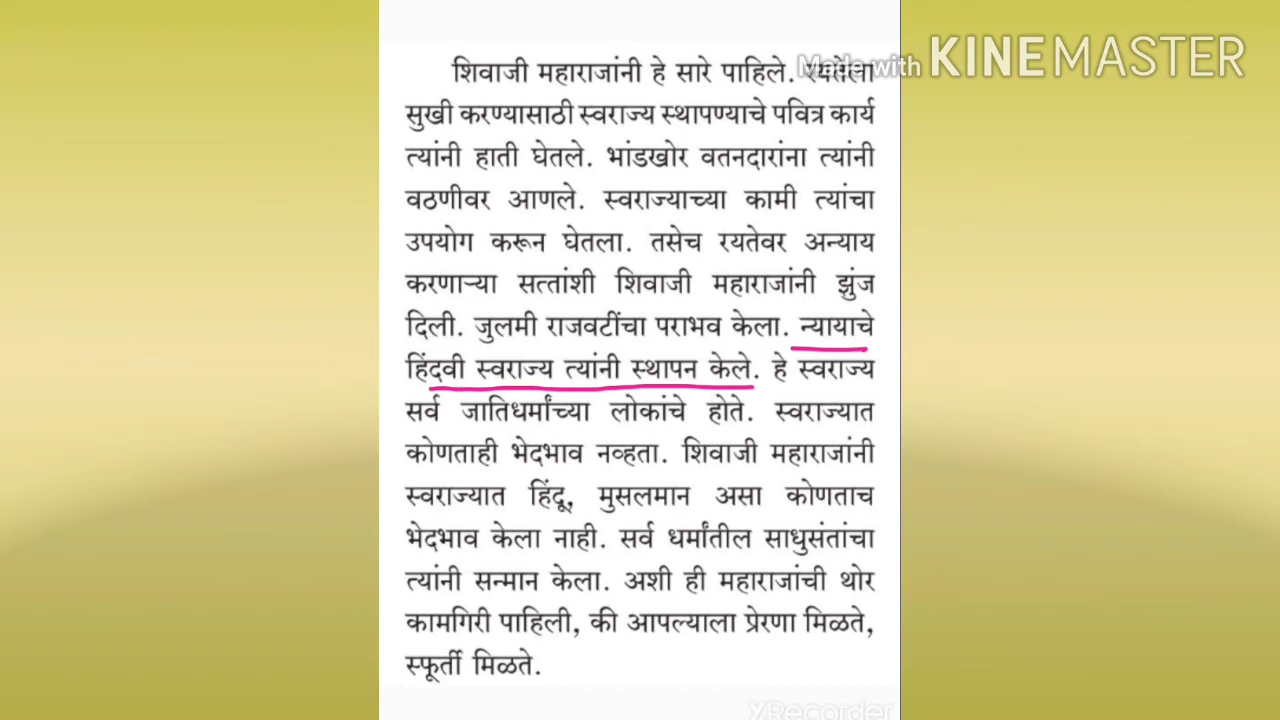 शिवाजी महाराजांनी हे सारे पाहिले. रयतेला
Made with KINEMASTER
सुखी करण्यासाठी स्वराज्य स्थापण्याचे पवित्र कार्य
त्यांनी हाती घेतले. भांडखोर वतनदारांना त्यांनी
वठणीवर आणले. स्वराज्याच्या कामी त्यांचा
उपयोग करून घेतला. तसेच रयतेवर अन्याय
करणाऱ्या सत्तांशी शिवाजी महाराजांनी झुंज
दिली. जुलमी राजवटींचा पराभव केला. न्यायाचे
हिंदवी स्वराज्य त्यांनी स्थापन केले. हे स्वराज्य
सर्व जातिधर्मांच्या लोकांचे होते. स्वराज्यात
कोणताही भेदभाव नव्हता. शिवाजी महाराजांनी
स्वराज्यात हिंदू, मुसलमान असा कोणताच
भेदभाव केला नाही. सर्व धर्मांतील साधुसंतांचा
त्यांनी सन्मान केला. अशी ही महाराजांची थोर
कामगिरी पाहिली, की आपल्याला प्रेरणा मिळते,
स्फूर्ती मिळते.
XRecorder